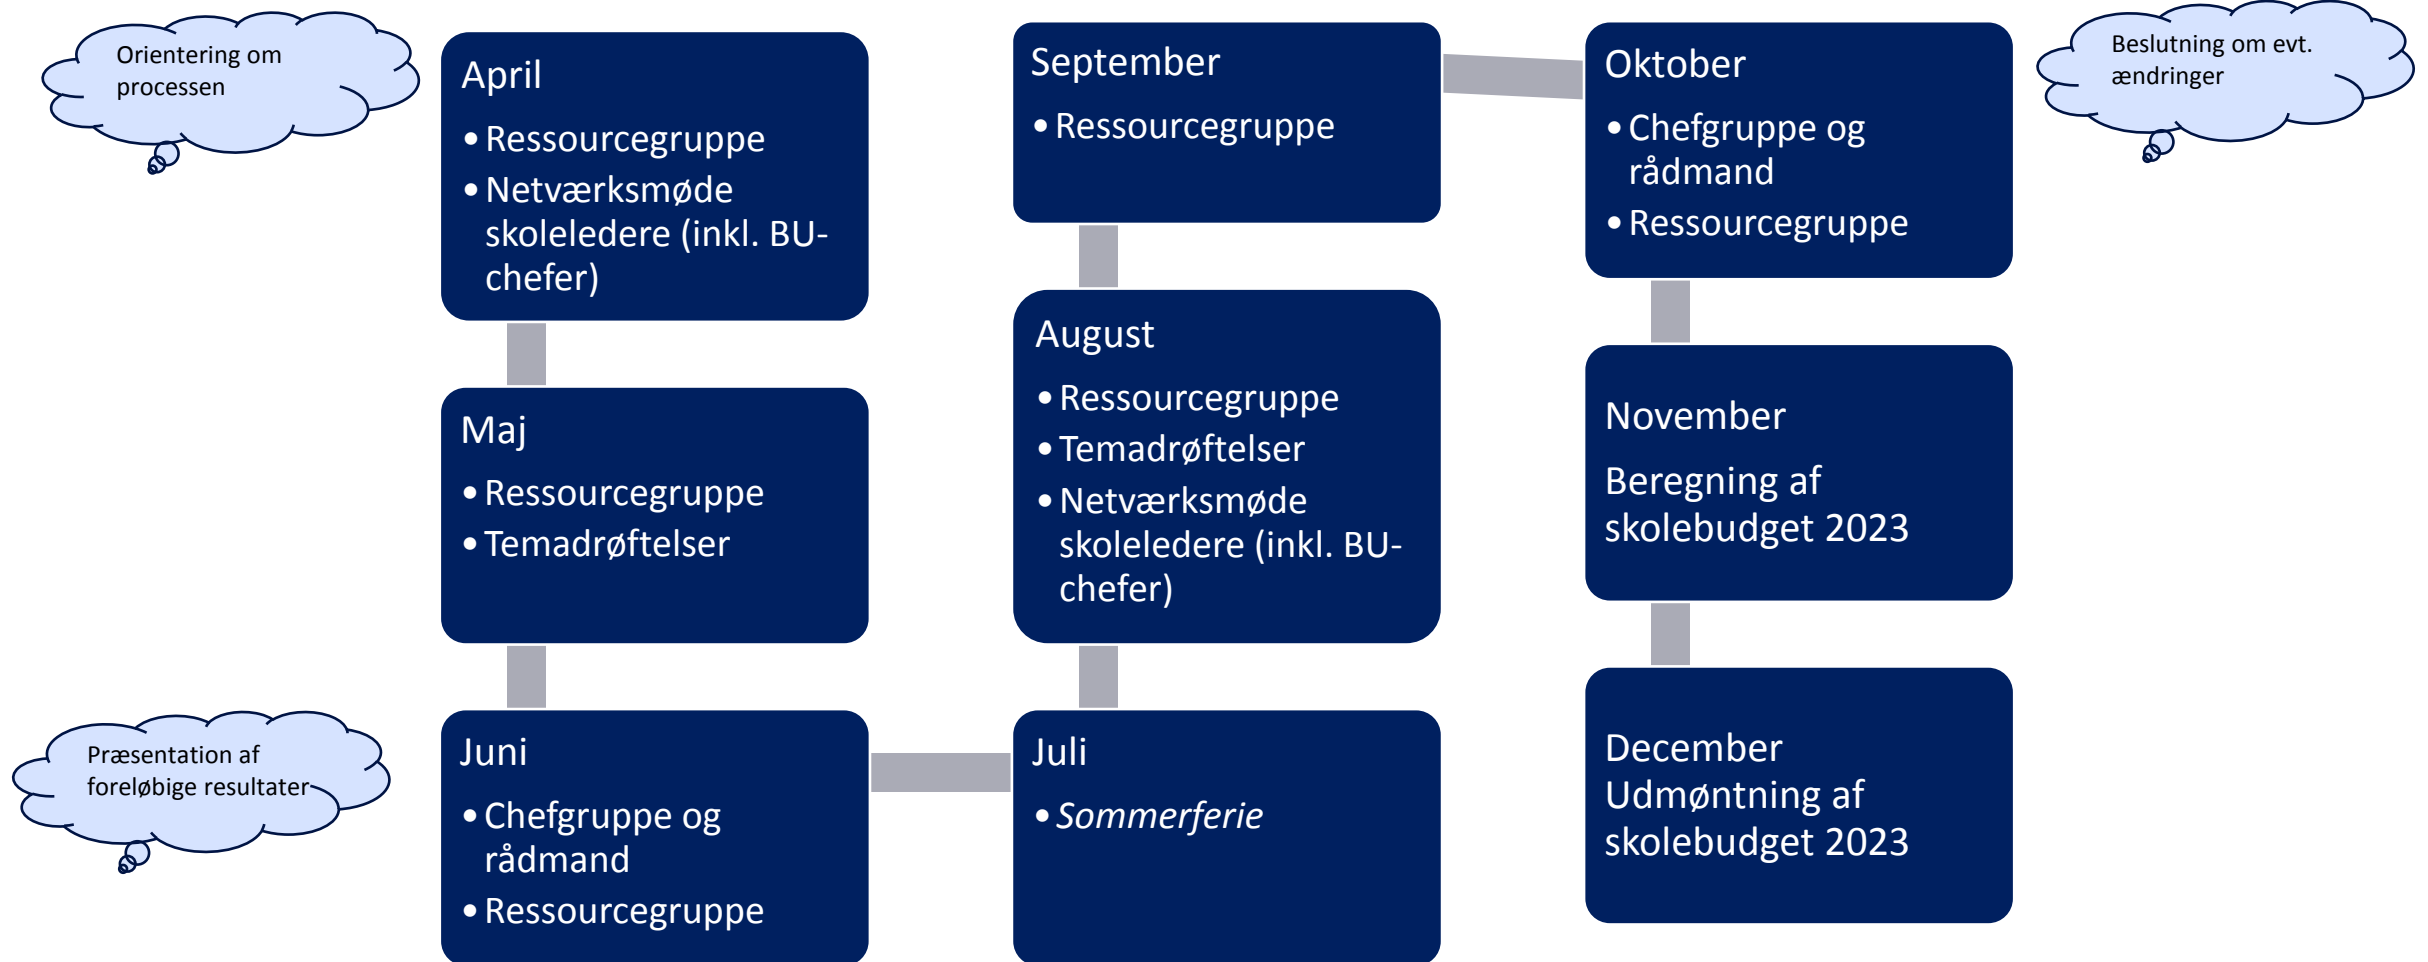 Orientering om
processen
April
•Ressourcegruppe
•Netværksmøde
skoleledere (inkl. BU-
chefer)
Maj
•Ressourcegruppe
•Temadrøftelser
Præsentation af
foreløbige resultater
Juni
•Chefgruppe og
rådmand
•Ressourcegruppe
Juli
•Sommerferie
August
•Ressourcegruppe
•Temadrøftelser
•Netværksmøde
skoleledere (inkl. BU-
chefer)
September
•Ressourcegruppe
Oktober
•Chefgruppe og
rådmand
•Ressourcegruppe
Beslutning om evt.
ændringer
November
Beregning af
skolebudget 2023
December
Udmøntning af
skolebudget 2023